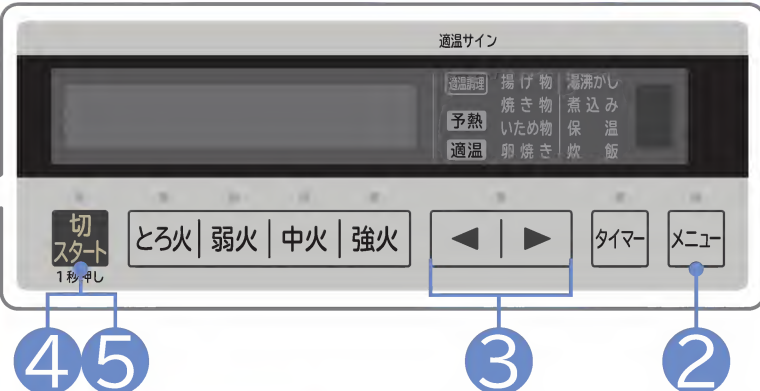 適温サイン
適温調理 揚げ物 湯沸かし
焼き物 煮込み
予熱 いため物 保温
適温 卵焼き 炊飯
切 スタート とろ火 弱火 中火 強火 ◀ ▶ タイマー メニュー
1秒押し
4 5 3 2